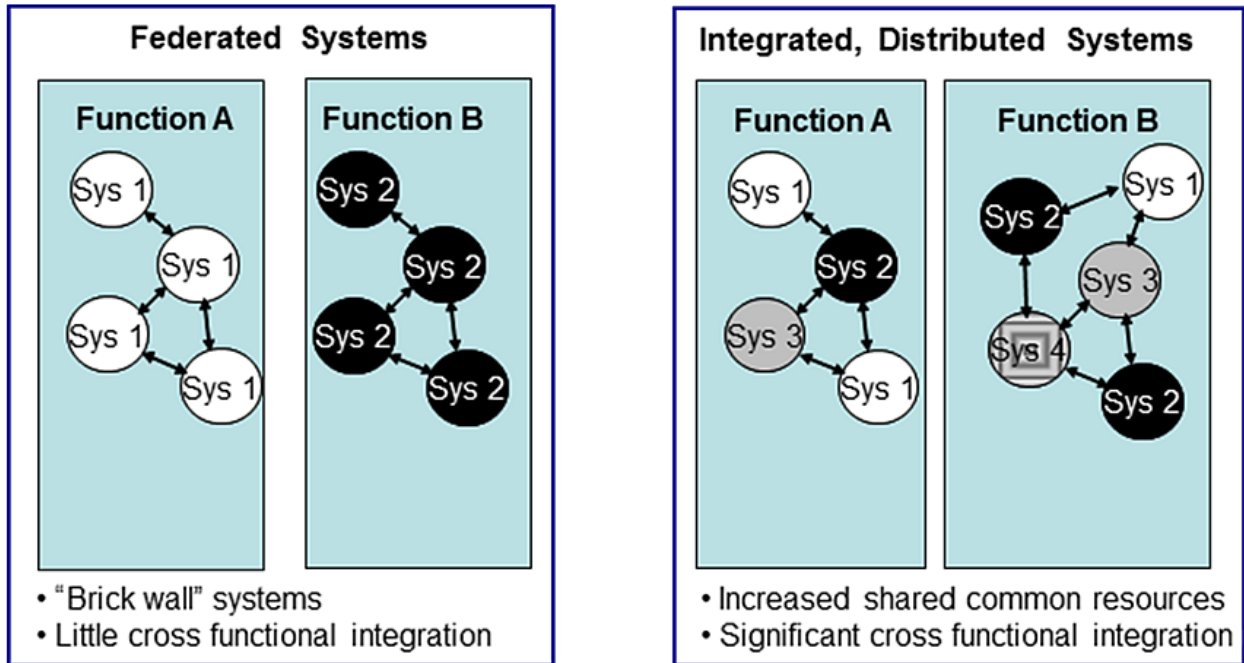 Federated Systems
Function A
Sys 1
Sys 1
Sys 1
Sys 1
Function B
Sys 2
Sys 2
Sys 2
Sys 2
• “Brick wall” systems
• Little cross functional integration
Integrated, Distributed Systems
Function A
Sys 1
Sys 2
Sys 3
Sys 1
Function B
Sys 1
Sys 2
Sys 3
Sys 4
Sys 2
• Increased shared common resources
• Significant cross functional integration